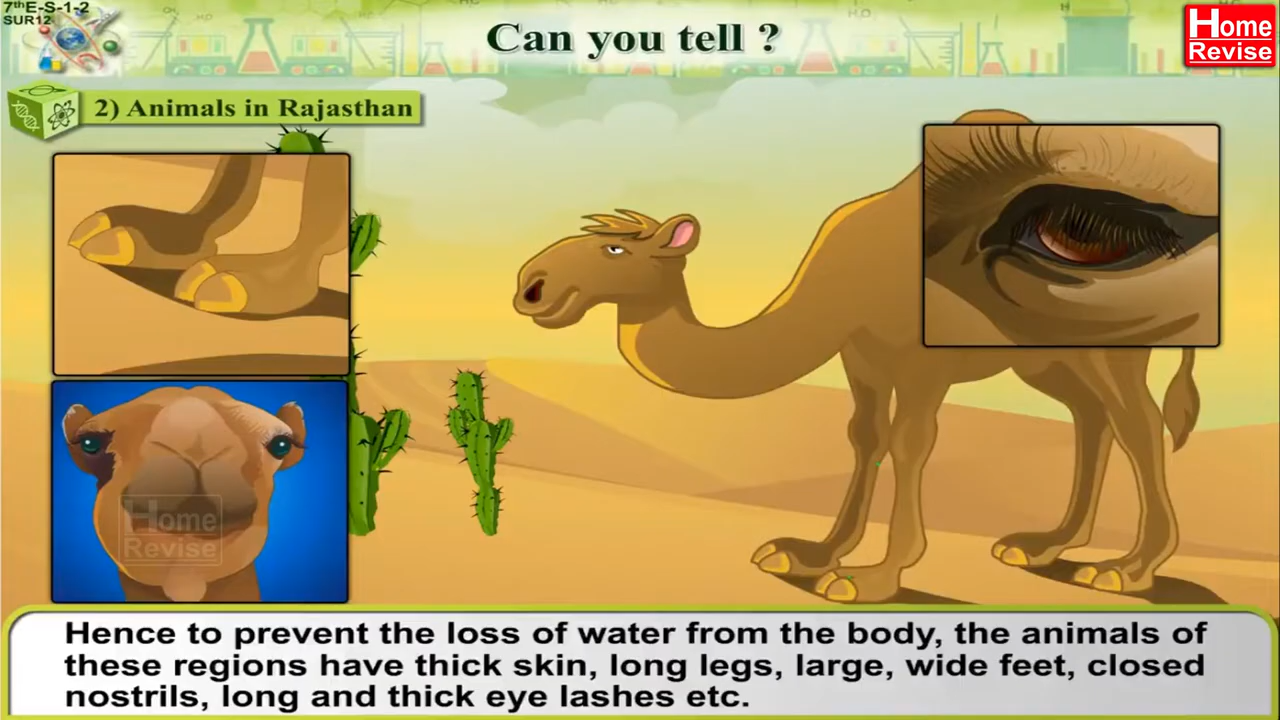 7thE-S-1-2
SUR12
Can you tell ?
Home
Revise
2) Animals in Rajasthan
Home
Revise
Hence to prevent the loss of water from the body, the animals of
these regions have thick skin, long legs, large, wide feet, closed
nostrils, long and thick eye lashes etc.